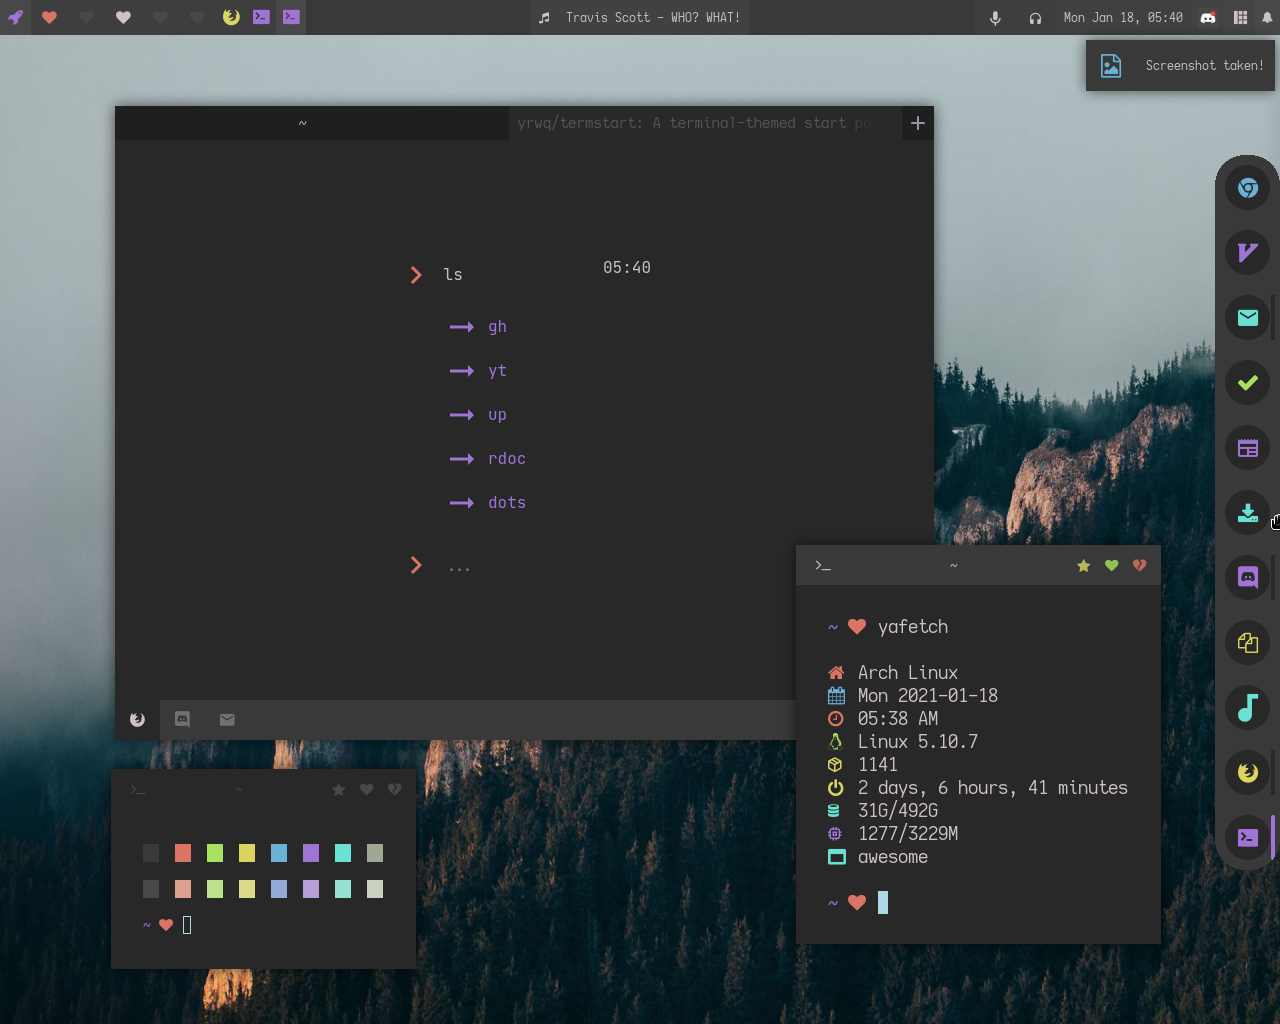 Travis Scott - WHO? WHAT!
Mon Jan 18, 05:40
Screenshot taken!
~
yrwq/termstart: A terminal-themed start pa
ls
05:40
gh
yt
up
rdoc
dots
...
~
~ yafetch
Arch Linux
Mon 2021-01-18
05:38 AM
Linux 5.10.7
1141
2 days, 6 hours, 41 minutes
31G/492G
1277/3229M
awesome
~
~
~